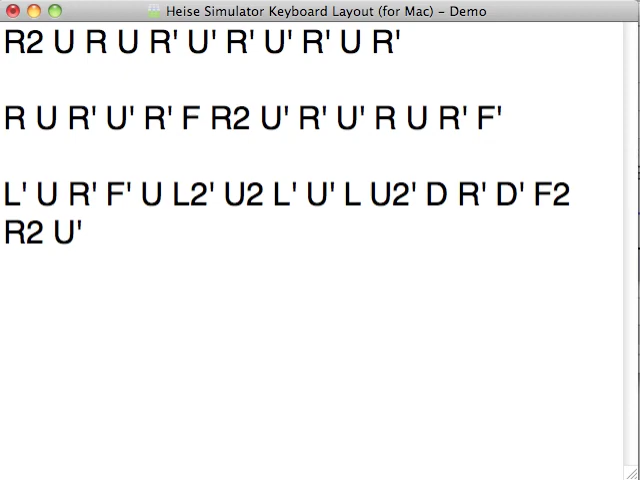 Heise Simulator Keyboard Layout (for Mac) – Demo
R2 U R U R' U' R' U' R' U R'
R U R' U' R' F R2 U' R' U' R U R' F'
L' U R' F' U L2' U2 L' U' L U2' D R' D' F2
R2 U'